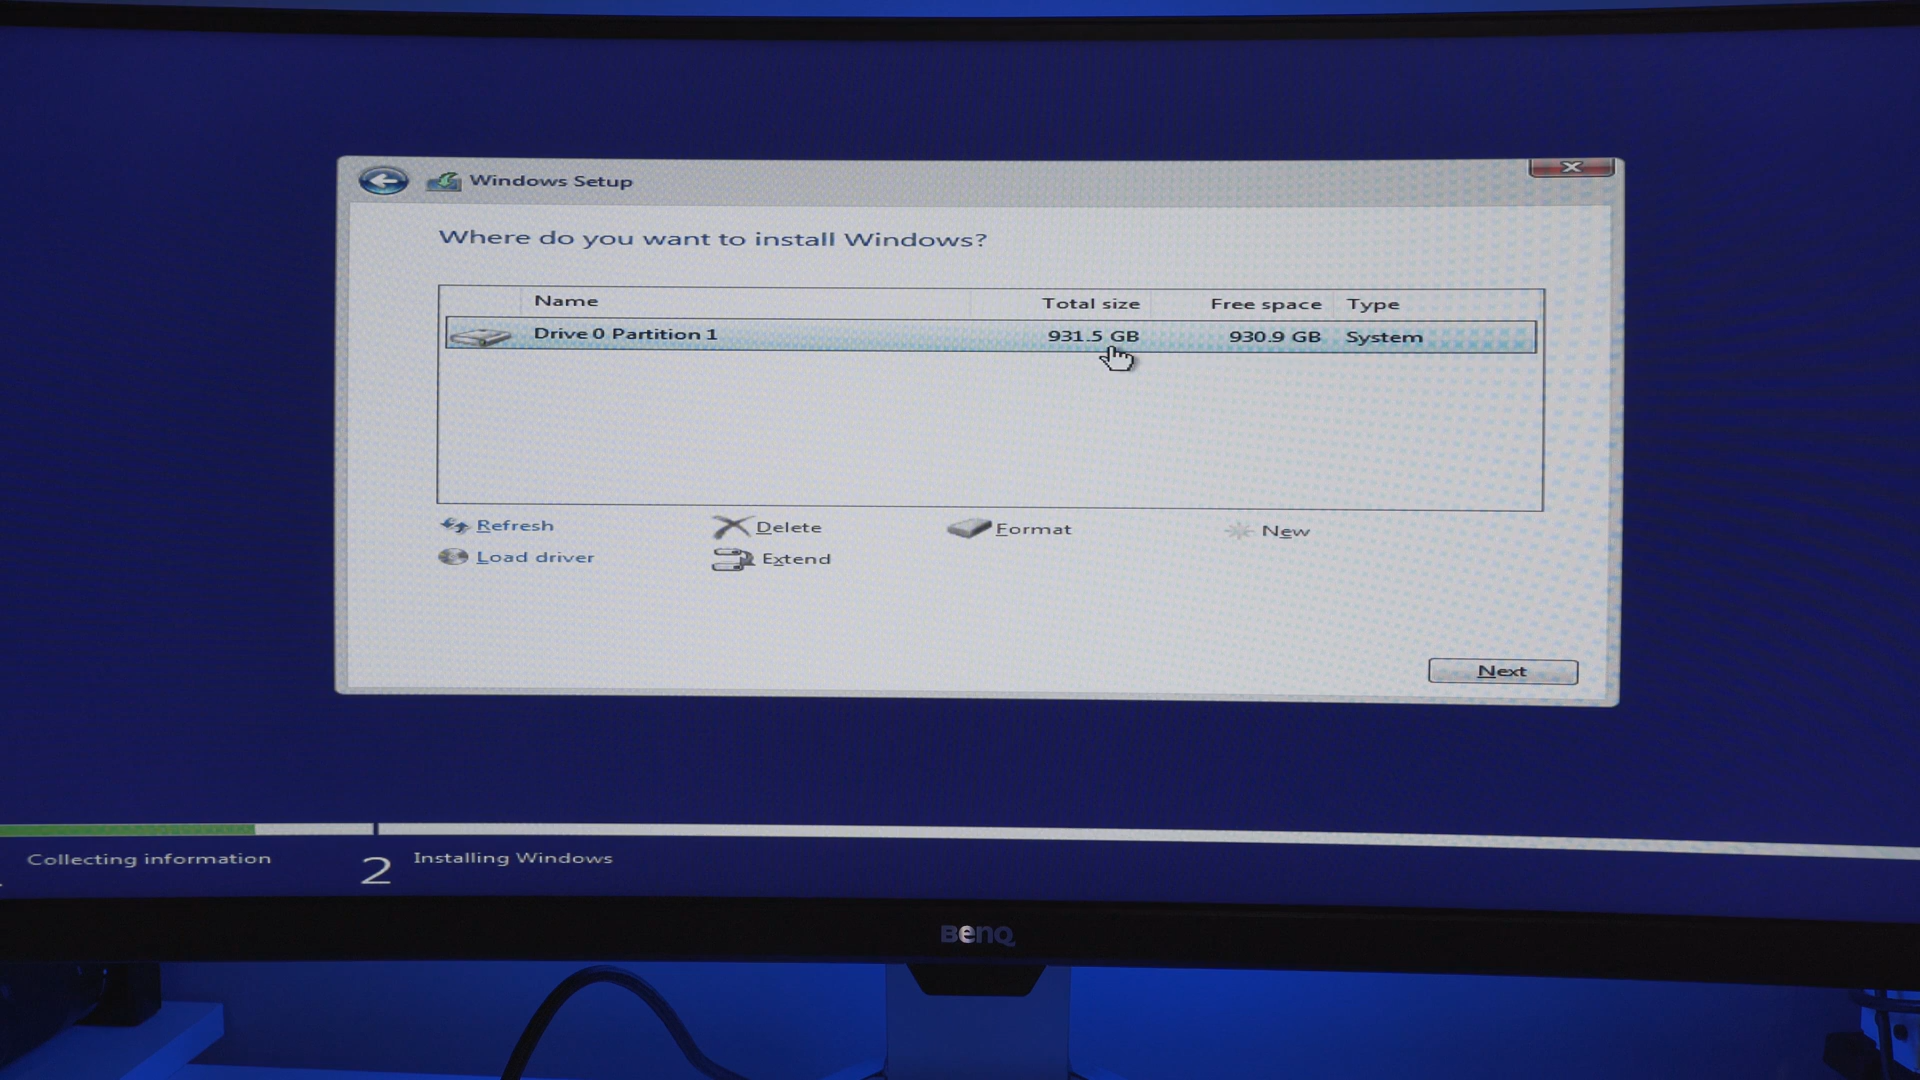 Windows Setup
Where do you want to install Windows?
Name Total size Free space Type
Drive 0 Partition 1 931.5 GB 930.9 GB System
Refresh Delete Format New
Load driver Extend
Next
Collecting information 2 Installing Windows
BenQ